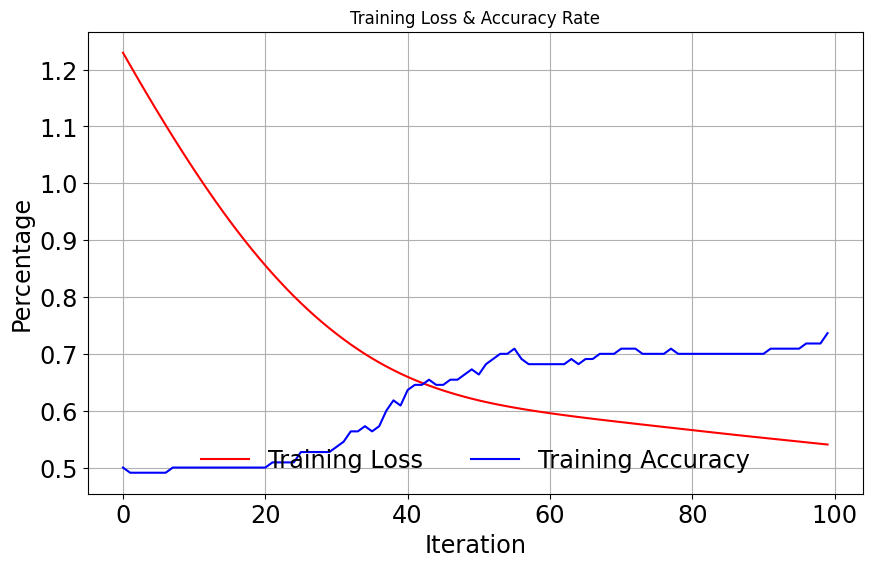 Training Loss & Accuracy Rate
1.2
1.1
1.0
0.9
0.8
0.7
0.6
0.5
Percentage
Training Loss
Training Accuracy
0 20 40 60 80 100
Iteration